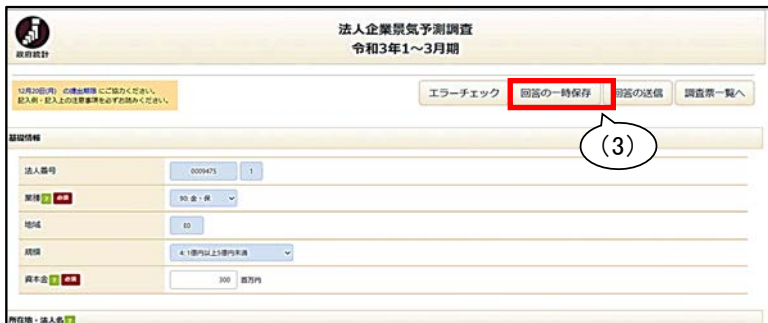 政府統計
法人企業景気予測調査
令和3年1～3月期
12月20日(月) の提出期限 にご協力ください。
記入例・記入上の注意事項を必ずお読みください。
エラーチェック 回答の一時保存 回答の送信 調査票一覧へ
(3)
基礎情報
法人番号 0009475 1
業種 ? 必須 90: 金・保
地域 E0
規模 4: 1億円以上5億円未満
資本金 ? 必須 300 百万円
所在地・法人名 ?